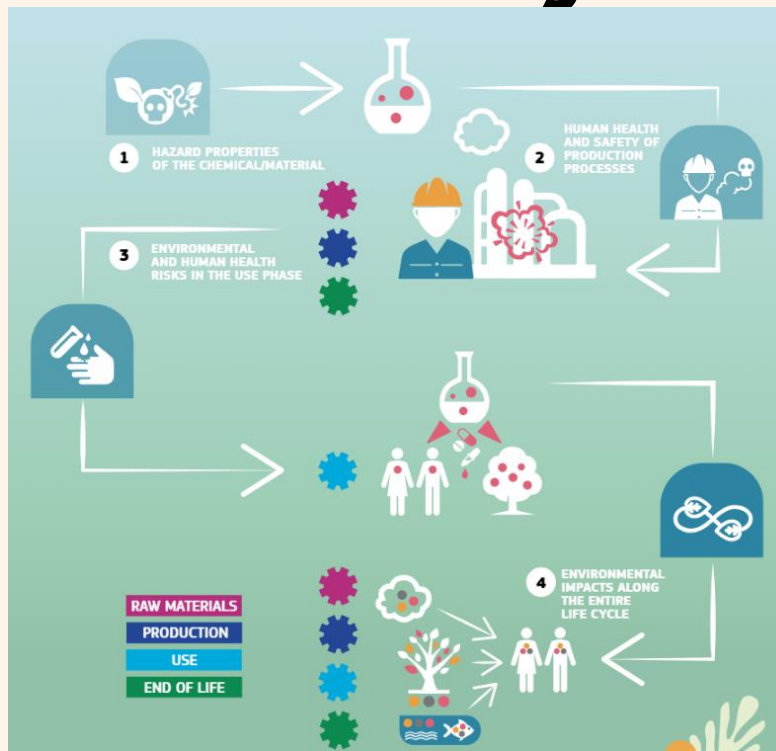 1
HAZARD PROPERTIES
OF THE CHEMICAL/MATERIAL
2
HUMAN HEALTH
AND SAFETY OF
PRODUCTION
PROCESSES
3
ENVIRONMENTAL
AND HUMAN HEALTH
RISKS IN THE USE PHASE
4
ENVIRONMENTAL
IMPACTS ALONG
THE ENTIRE
LIFE CYCLE
RAW MATERIALS
PRODUCTION
USE
END OF LIFE